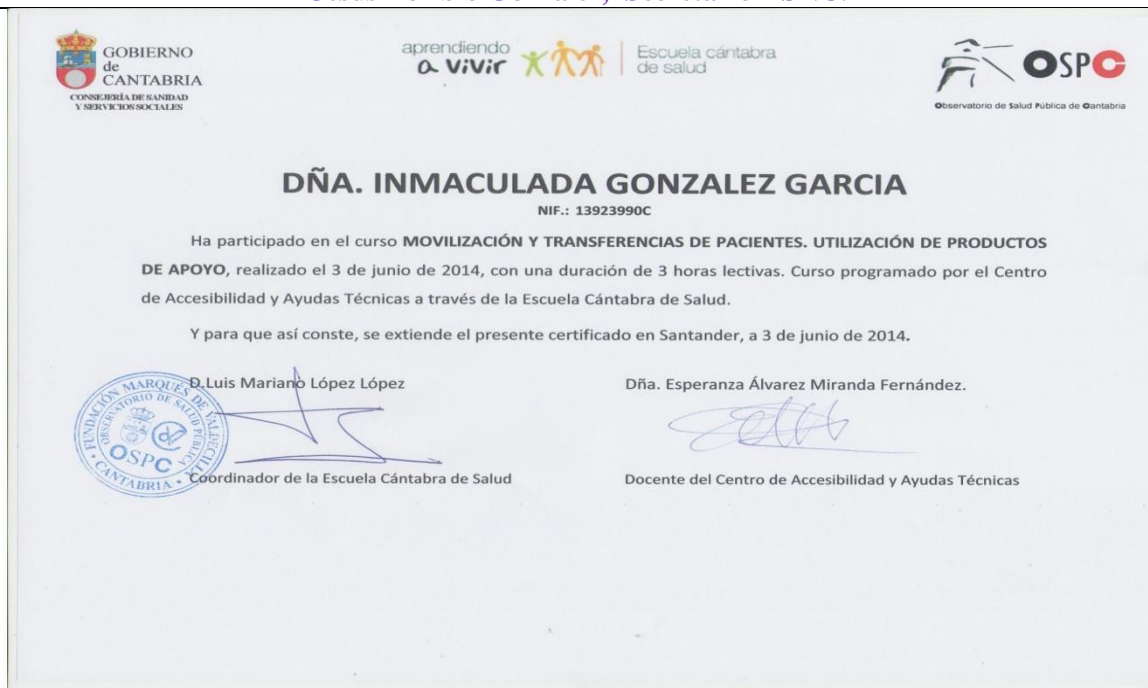 GOBIERNO
de
CANTABRIA
CONSEJERÍA DE SANIDAD
Y SERVICIOS SOCIALES
aprendiendo
a vivir
Escuela cántabra
de salud
OSPC
Observatorio de Salud Pública de Cantabria
DÑA. INMACULADA GONZALEZ GARCIA
NIF.: 13923990C
Ha participado en el curso MOVILIZACIÓN Y TRANSFERENCIAS DE PACIENTES. UTILIZACIÓN DE PRODUCTOS
DE APOYO, realizado el 3 de junio de 2014, con una duración de 3 horas lectivas. Curso programado por el Centro
de Accesibilidad y Ayudas Técnicas a través de la Escuela Cántabra de Salud.
Y para que así conste, se extiende el presente certificado en Santander, a 3 de junio de 2014.
D.Luis Mariano López López
Dña. Esperanza Álvarez Miranda Fernández.
FUNDACIÓN MARQUÉS DE VALDECILLA
OBSERVATORIO DE SALUD PÚBLICA
OSPC
CANTABRIA
Coordinador de la Escuela Cántabra de Salud
Docente del Centro de Accesibilidad y Ayudas Técnicas